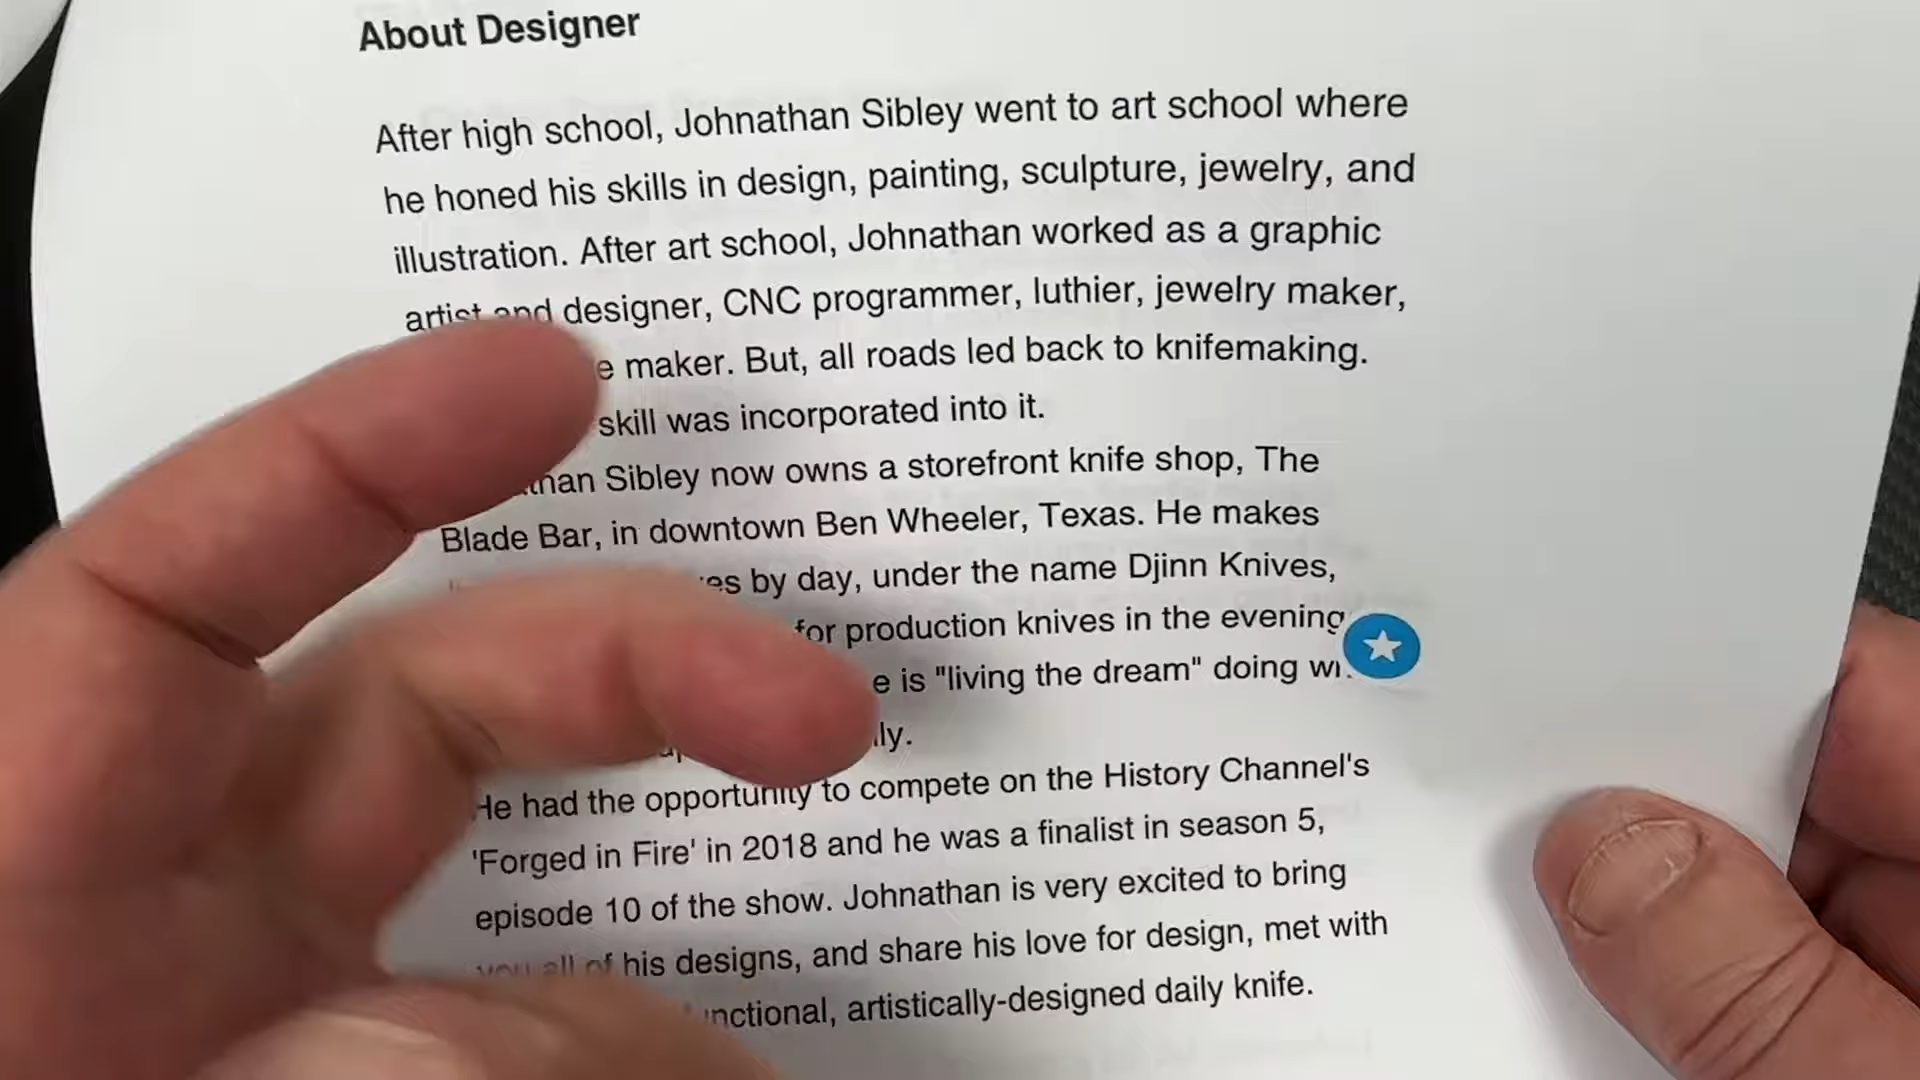 About Designer
After high school, Johnathan Sibley went to art school where
he honed his skills in design, painting, sculpture, jewelry, and
illustration. After art school, Johnathan worked as a graphic
artist and designer, CNC programmer, luthier, jewelry maker,
maker. But, all roads led back to knifemaking.
skill was incorporated into it.
Sibley now owns a storefront knife shop, The
Blade Bar, in downtown Ben Wheeler, Texas. He makes
by day, under the name Djinn Knives,
for production knives in the evening
is "living the dream" doing
He had the opportunity to compete on the History Channel's
'Forged in Fire' in 2018 and he was a finalist in season 5,
episode 10 of the show. Johnathan is very excited to bring
you all of his designs, and share his love for design, met with
artistically-designed daily knife.